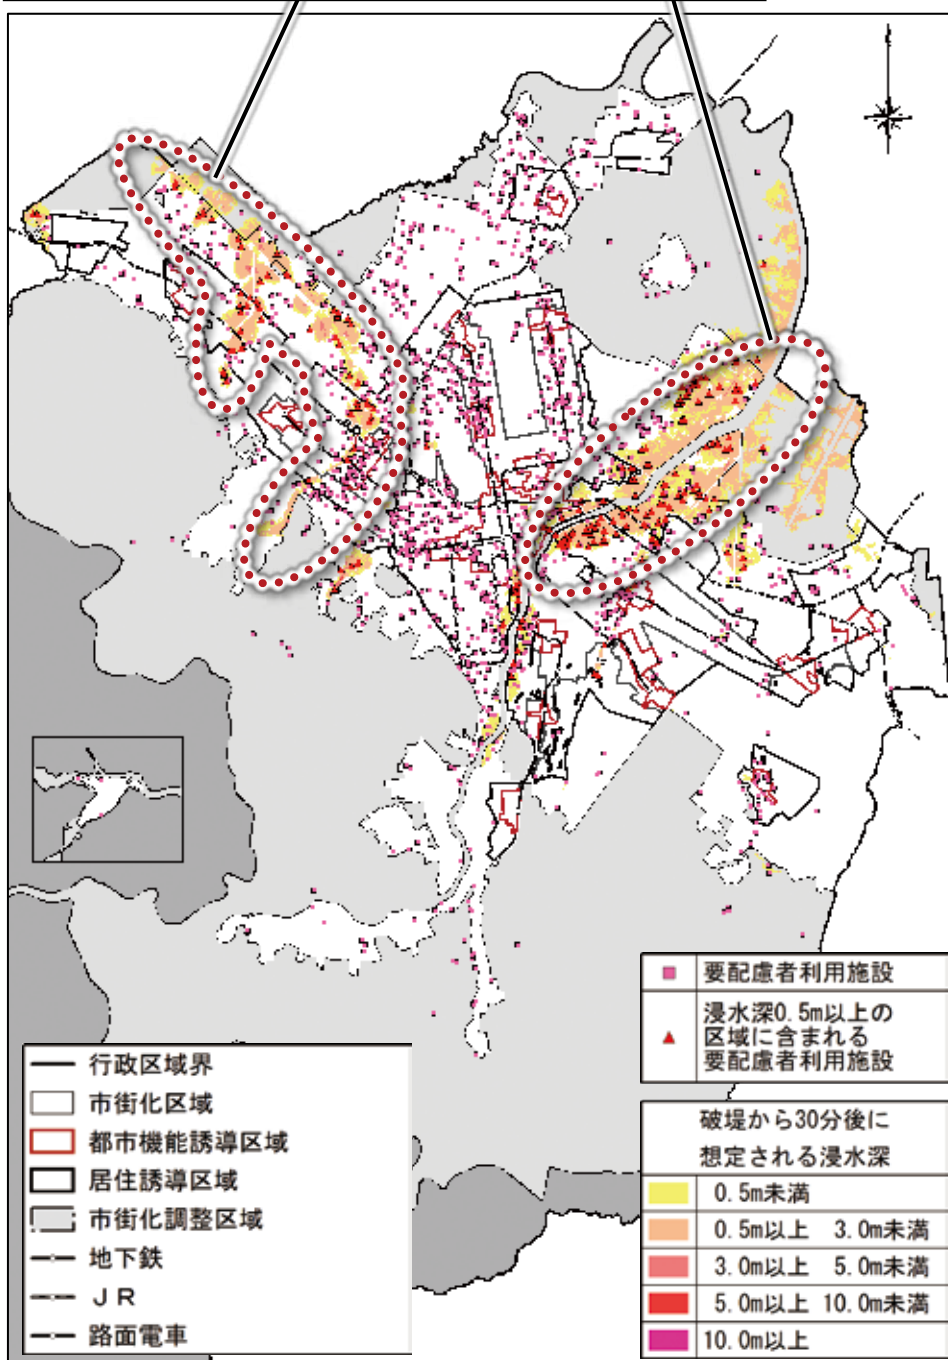 要配慮者利用施設
浸水深0.5m以上の
区域に含まれる
要配慮者利用施設
行政区域界
市街化区域
都市機能誘導区域
居住誘導区域
市街化調整区域
地下鉄
JR
路面電車
破堤から30分後に
想定される浸水深
0.5m未満
0.5m以上 3.0m未満
3.0m以上 5.0m未満
5.0m以上 10.0m未満
10.0m以上